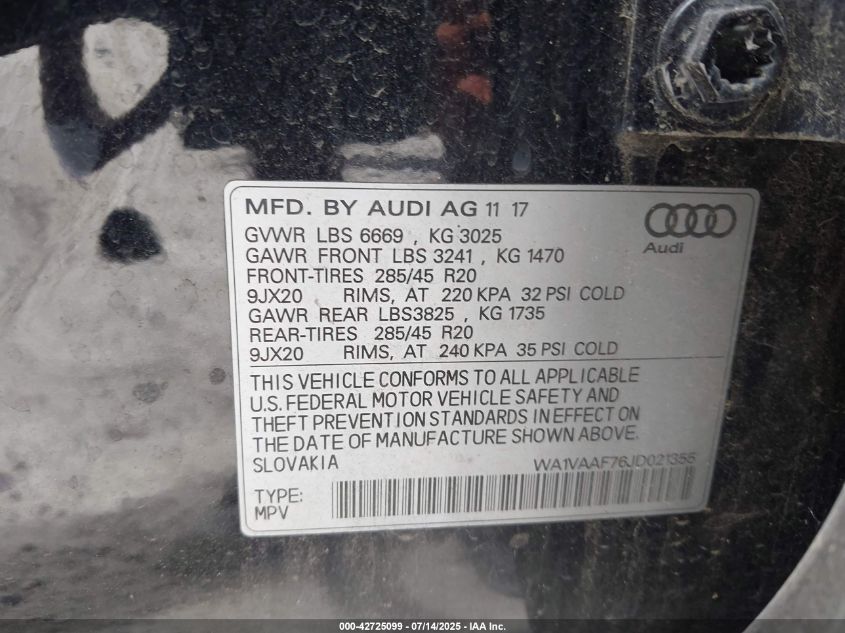 MFD. BY AUDI AG 11 17
GVWR LBS 6669 , KG 3025
GAWR FRONT LBS 3241 , KG 1470
FRONT-TIRES 285/45 R20
9JX20 RIMS, AT 220 KPA 32 PSI COLD
GAWR REAR LBS3825 , KG 1735
REAR-TIRES 285/45 R20
9JX20 RIMS, AT 240 KPA 35 PSI COLD
Audi
THIS VEHICLE CONFORMS TO ALL APPLICABLE
U.S. FEDERAL MOTOR VEHICLE SAFETY AND
THEFT PREVENTION STANDARDS IN EFFECT ON
THE DATE OF MANUFACTURE SHOWN ABOVE.
SLOVAKIA WA1VAAF76JD021355
TYPE:
MPV
000-42725099 - 07/14/2025 - IAA Inc.